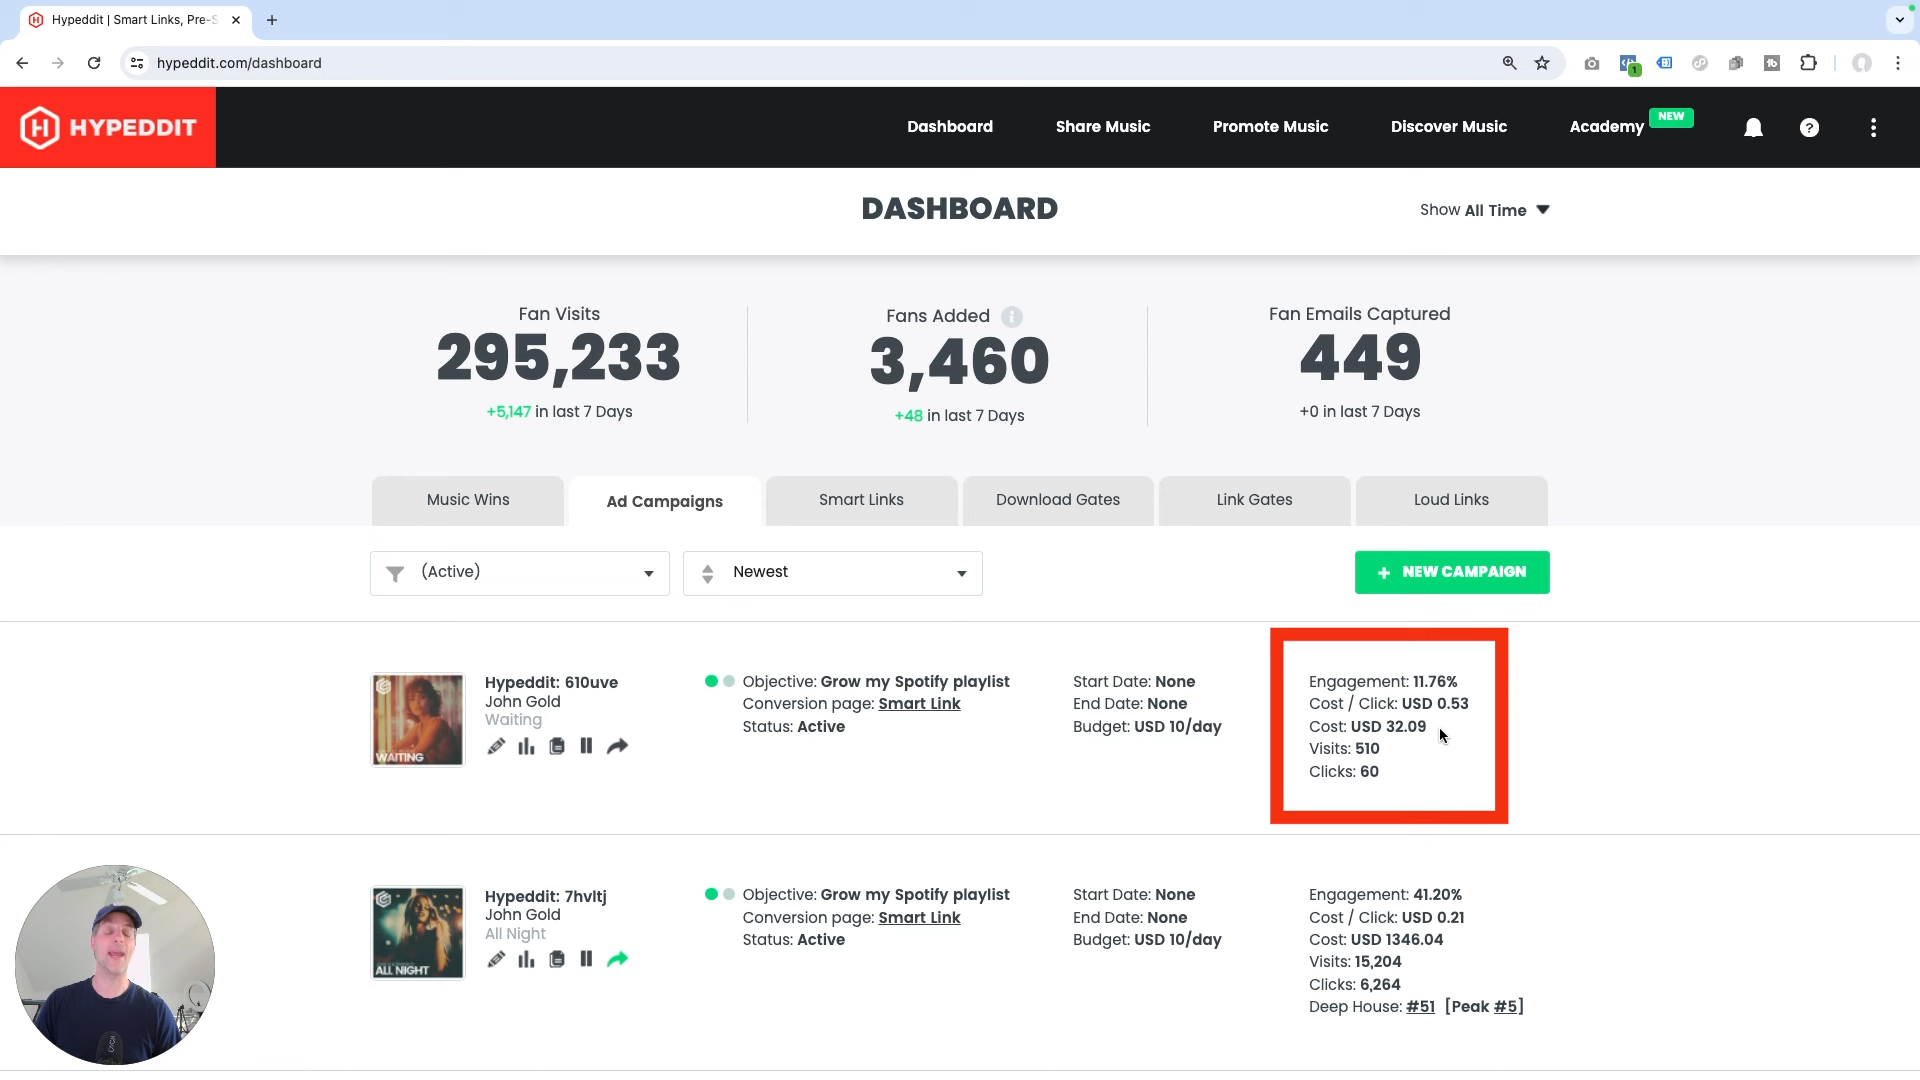 Hypeddit | Smart Links, Pre-S
hypeddit.com/dashboard
1
HYPEDDIT
Dashboard
Share Music
Promote Music
Discover Music
Academy
NEW
DASHBOARD
Show All Time
Fan Visits
295,233
+5,147 in last 7 Days
Fans Added
3,460
+48 in last 7 Days
Fan Emails Captured
449
+0 in last 7 Days
Music Wins
Ad Campaigns
Smart Links
Download Gates
Link Gates
Loud Links
(Active)
Newest
+ NEW CAMPAIGN
WAITING
Hypeddit: 610uve
John Gold
Waiting
Objective: Grow my Spotify playlist
Conversion page: Smart Link
Status: Active
Start Date: None
End Date: None
Budget: USD 10/day
Engagement: 11.76%
Cost / Click: USD 0.53
Cost: USD 32.09
Visits: 510
Clicks: 60
ALL NIGHT
Hypeddit: 7hvltj
John Gold
All Night
Objective: Grow my Spotify playlist
Conversion page: Smart Link
Status: Active
Start Date: None
End Date: None
Budget: USD 10/day
Engagement: 41.20%
Cost / Click: USD 0.21
Cost: USD 1346.04
Visits: 15,204
Clicks: 6,264
Deep House: #51 [Peak #5]